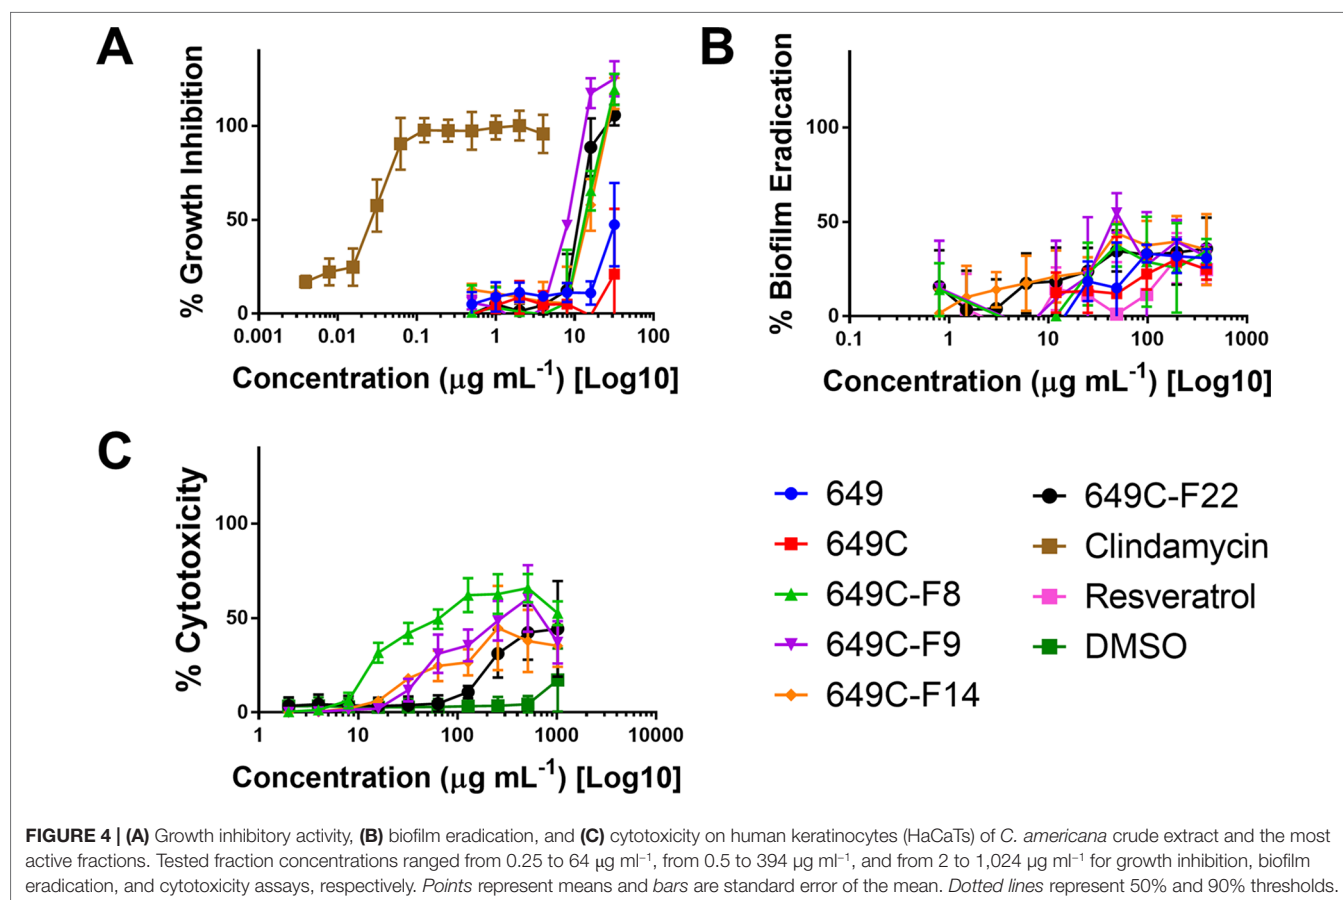 A
% Growth Inhibition
100
50
0
0.001
0.01
0.1
1
10
100
Concentration (µg mL-1) [Log10]
B
% Biofilm Eradication
100
50
0
0.1
1
10
100
1000
Concentration (µg mL-1) [Log10]
C
% Cytotoxicity
100
50
0
1
10
100
1000
10000
Concentration (µg mL-1) [Log10]
649
649C
649C-F8
649C-F9
649C-F14
649C-F22
Clindamycin
Resveratrol
DMSO
FIGURE 4 | (A) Growth inhibitory activity, (B) biofilm eradication, and (C) cytotoxicity on human keratinocytes (HaCaTs) of C. americana crude extract and the most
active fractions. Tested fraction concentrations ranged from 0.25 to 64 µg ml−1, from 0.5 to 394 µg ml−1, and from 2 to 1,024 µg ml−1 for growth inhibition, biofilm
eradication, and cytotoxicity assays, respectively. Points represent means and bars are standard error of the mean. Dotted lines represent 50% and 90% thresholds.